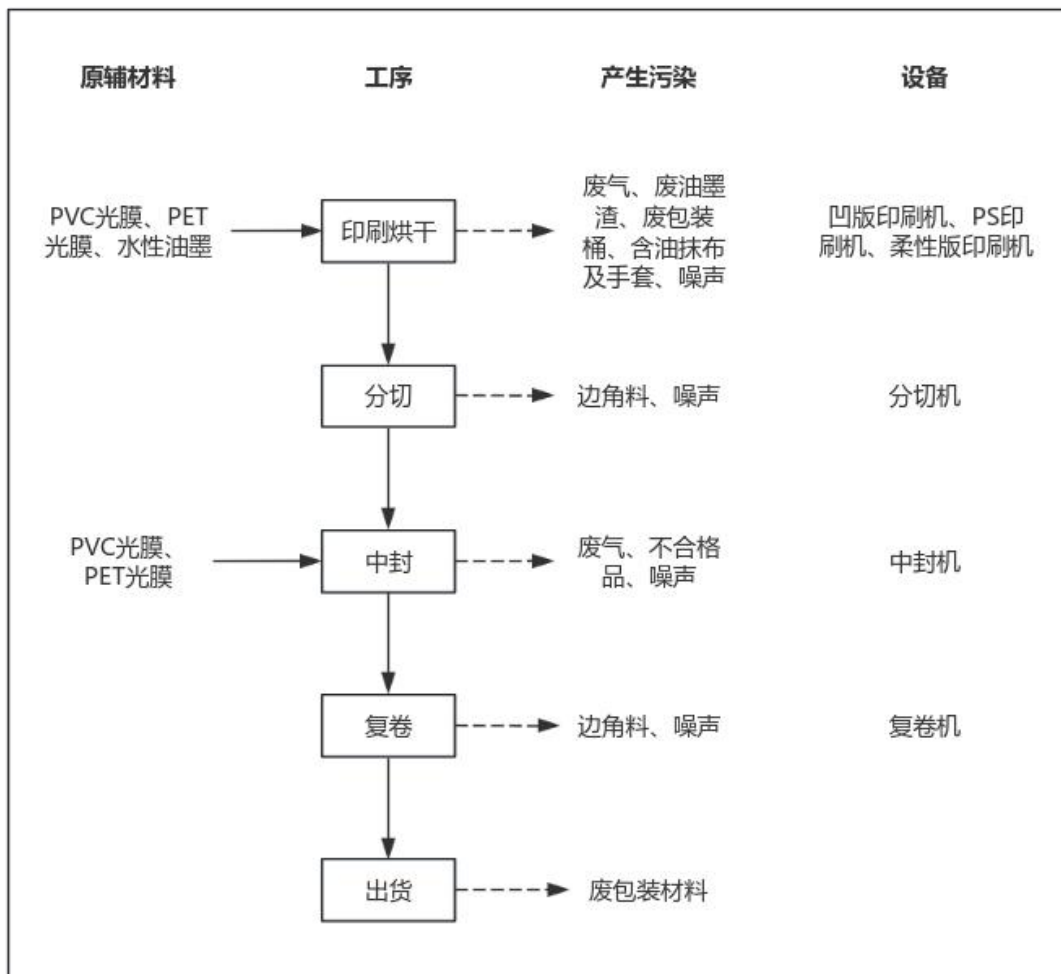 原辅材料 工序 产生污染 设备
PVC光膜、PET
光膜、水性油墨
印刷烘干
废气、废油墨
渣、废包装
桶、含油抹布
及手套、噪声
凹版印刷机、PS印
刷机、柔性版印刷机
分切
边角料、噪声
分切机
PVC光膜、
PET光膜
中封
废气、不合格
品、噪声
中封机
复卷
边角料、噪声
复卷机
出货
废包装材料